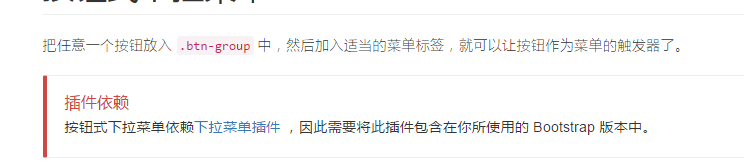 把任意一个按钮放入 .btn-group 中，然后加入适当的菜单标签，就可以让按钮作为菜单的触发器了。
插件依赖
按钮式下拉菜单依赖下拉菜单插件 ，因此需要将此插件包含在你所使用的 Bootstrap 版本中。